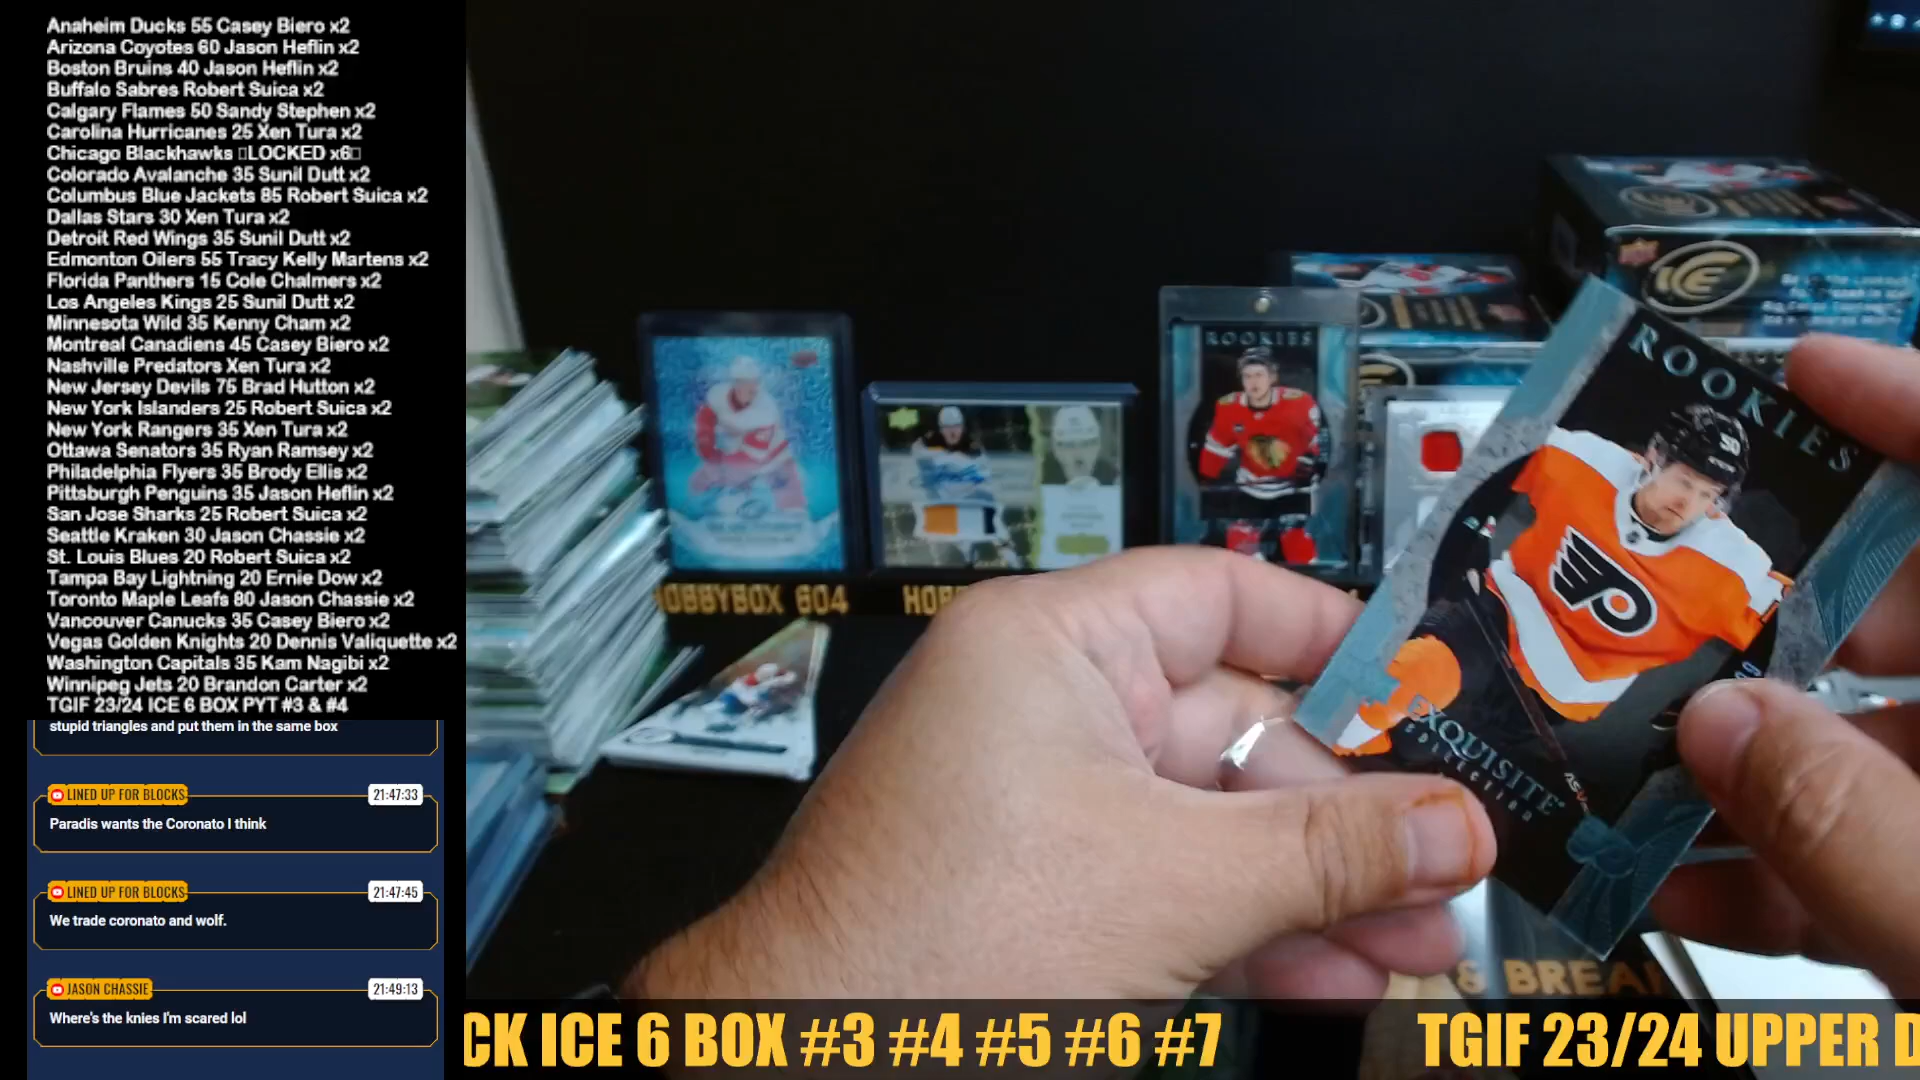 Anaheim Ducks 55 Casey Biero x2
Arizona Coyotes 60 Jason Heflin x2
Boston Bruins 40 Jason Heflin x2
Buffalo Sabres Robert Suica x2
Calgary Flames 50 Sandy Stephen x2
Carolina Hurricanes 25 Xen Tura x2
Chicago Blackhawks ▯LOCKED x6▯
Colorado Avalanche 35 Sunil Dutt x2
Columbus Blue Jackets 85 Robert Suica x2
Dallas Stars 30 Xen Tura x2
Detroit Red Wings 35 Sunil Dutt x2
Edmonton Oilers 55 Tracy Kelly Martens x2
Florida Panthers 15 Cole Chalmers x2
Los Angeles Kings 25 Sunil Dutt x2
Minnesota Wild 35 Kenny Cham x2
Montreal Canadiens 45 Casey Biero x2
Nashville Predators Xen Tura x2
New Jersey Devils 75 Brad Hutton x2
New York Islanders 25 Robert Suica x2
New York Rangers 35 Xen Tura x2
Ottawa Senators 35 Ryan Ramsey x2
Philadelphia Flyers 35 Brody Ellis x2
Pittsburgh Penguins 35 Jason Heflin x2
San Jose Sharks 25 Robert Suica x2
Seattle Kraken 30 Jason Chassie x2
St. Louis Blues 20 Robert Suica x2
Tampa Bay Lightning 20 Ernie Dow x2
Toronto Maple Leafs 80 Jason Chassie x2
Vancouver Canucks 35 Casey Biero x2
Vegas Golden Knights 20 Dennis Valiquette x2
Washington Capitals 35 Kam Nagibi x2
Winnipeg Jets 20 Brandon Carter x2
TGIF 23/24 ICE 6 BOX PYT #3 & #4
stupid triangles and put them in the same box
LINED UP FOR BLOCKS 21:47:33
Paradis wants the Coronato I think
LINED UP FOR BLOCKS 21:47:45
We trade coronato and wolf.
JASON CHASSIE 21:49:13
Where's the knies I'm scared lol
ROOKIES
ICE
ROOKIES
EXQUISITE
COLLECTION
HOBBYBOX 604
& BREA
CK ICE 6 BOX #3 #4 #5 #6 #7
TGIF 23/24 UPPER D